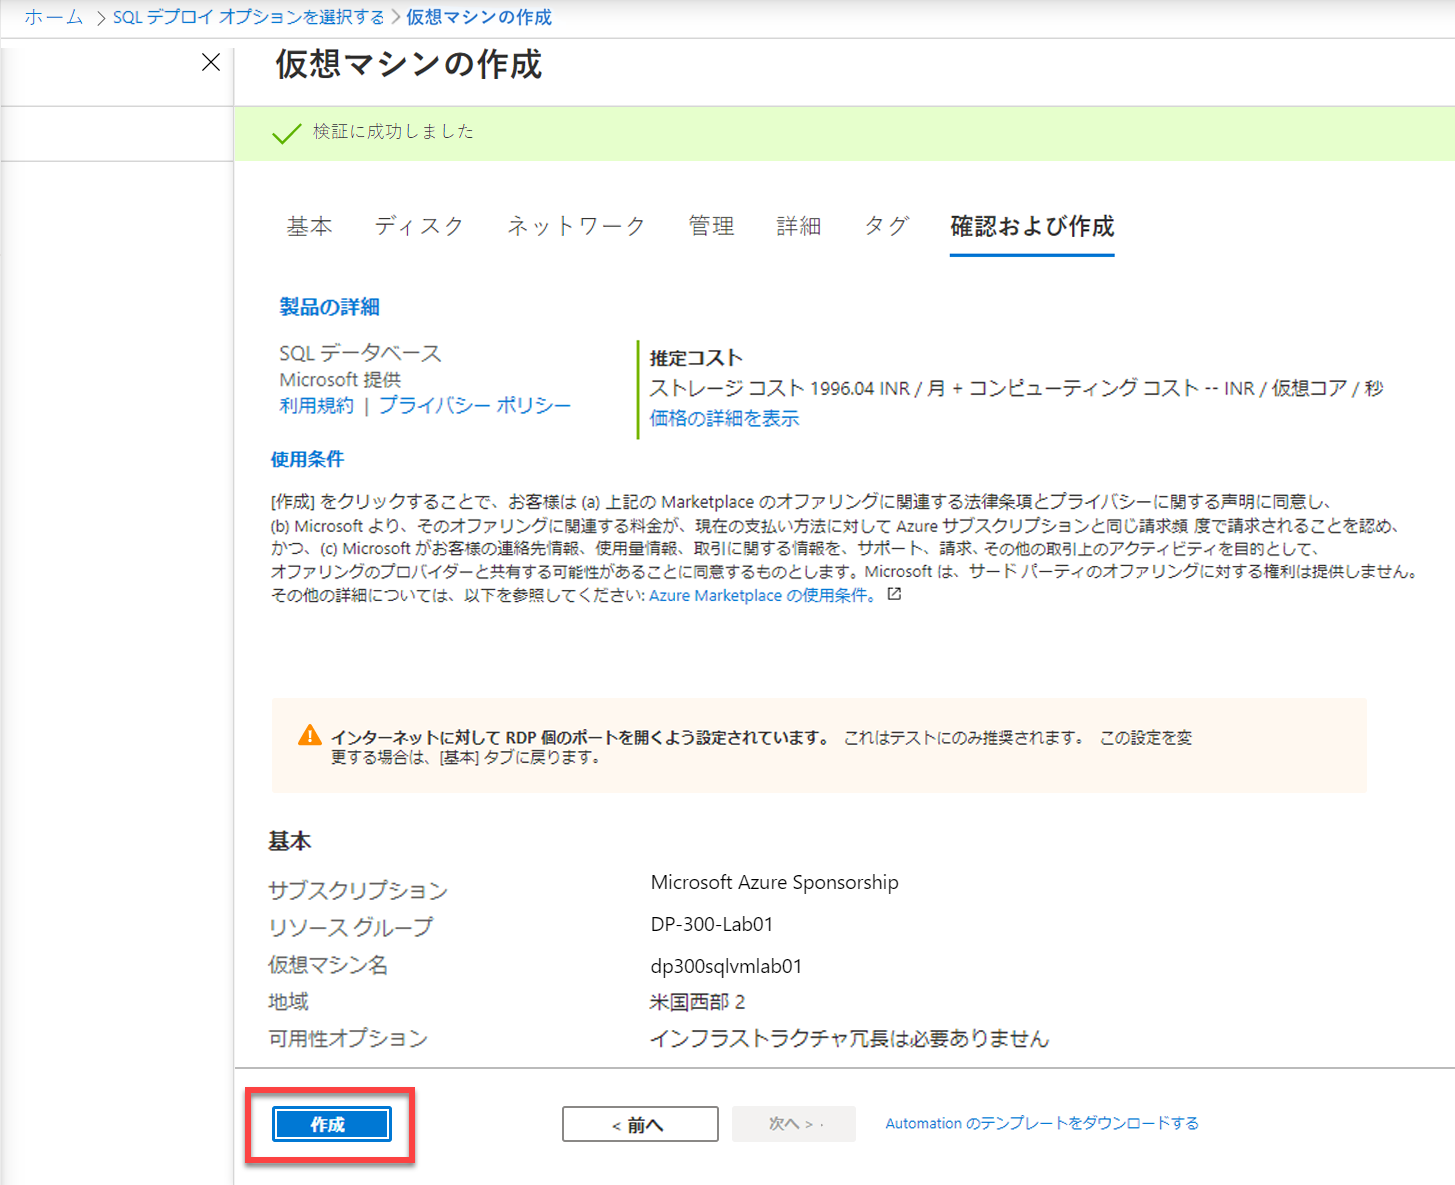 ホーム > SQL デプロイ オプションを選択する > 仮想マシンの作成
仮想マシンの作成
検証に成功しました
基本 ディスク ネットワーク 管理 詳細 タグ 確認および作成
製品の詳細
SQL データベース
Microsoft 提供
利用規約 | プライバシー ポリシー
推定コスト
ストレージ コスト 1996.04 INR / 月 + コンピューティング コスト -- INR / 仮想コア / 秒
価格の詳細を表示
使用条件
[作成] をクリックすることで、お客様は (a) 上記の Marketplace のオファリングに関連する法律条項とプライバシーに関する声明に同意し、
(b) Microsoft より、そのオファリングに関連する料金が、現在の支払い方法に対して Azure サブスクリプションと同じ請求頻 度で請求されることを認め、
かつ、(c) Microsoft がお客様の連絡先情報、使用量情報、取引に関する情報を、サポート、請求、その他の取引上のアクティビティを目的として、
オファリングのプロバイダーと共有する可能性があることに同意するものとします。Microsoft は、サード パーティのオファリングに対する権利は提供しません。
その他の詳細については、以下を参照してください: Azure Marketplace の使用条件。
インターネットに対して RDP 個のポートを開くよう設定されています。 これはテストにのみ推奨されます。 この設定を変
更する場合は、[基本] タブに戻ります。
基本
サブスクリプション Microsoft Azure Sponsorship
リソース グループ DP-300-Lab01
仮想マシン名 dp300sqlvmlab01
地域 米国西部 2
可用性オプション インフラストラクチャ冗長は必要ありません
作成 < 前へ 次へ > Automation のテンプレートをダウンロードする